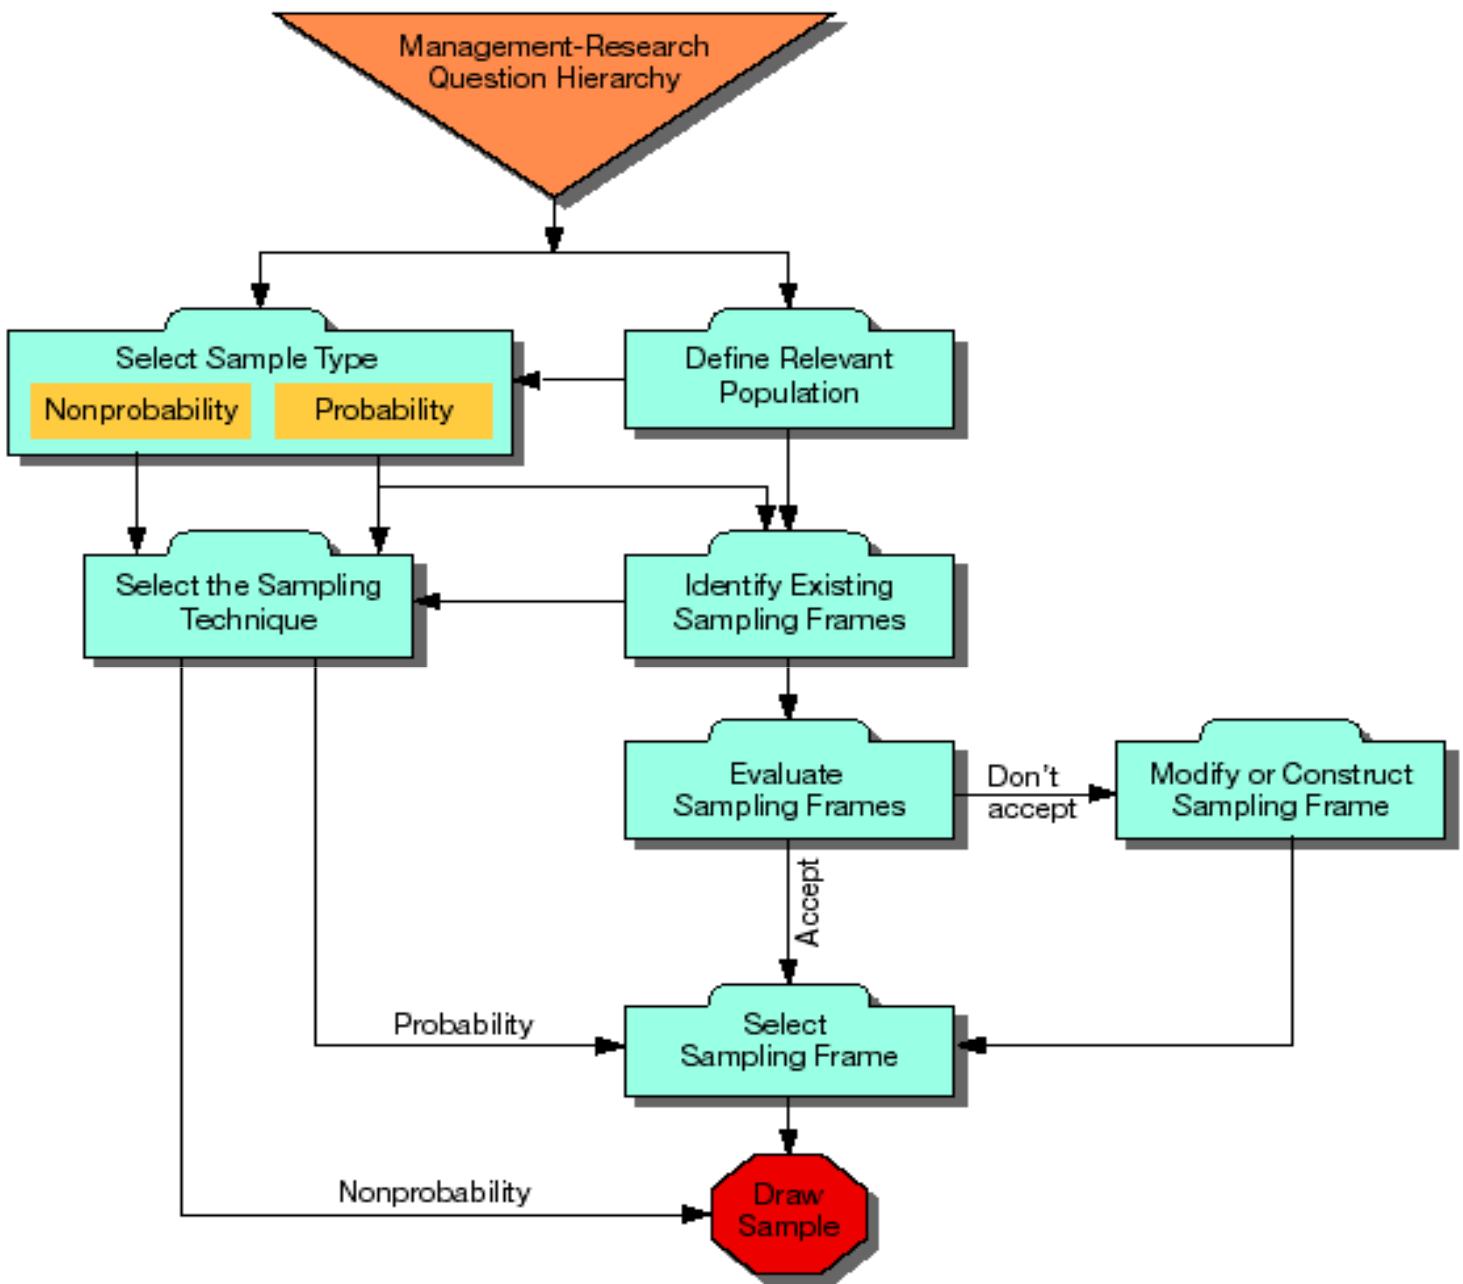 Management-Research
Question Hierarchy
Select Sample Type
Nonprobability
Probability
Define Relevant
Population
Select the Sampling
Technique
Identify Existing
Sampling Frames
Evaluate
Sampling Frames
Don't
accept
Modify or Construct
Sampling Frame
Accept
Probability
Select
Sampling Frame
Nonprobability
Draw
Sample